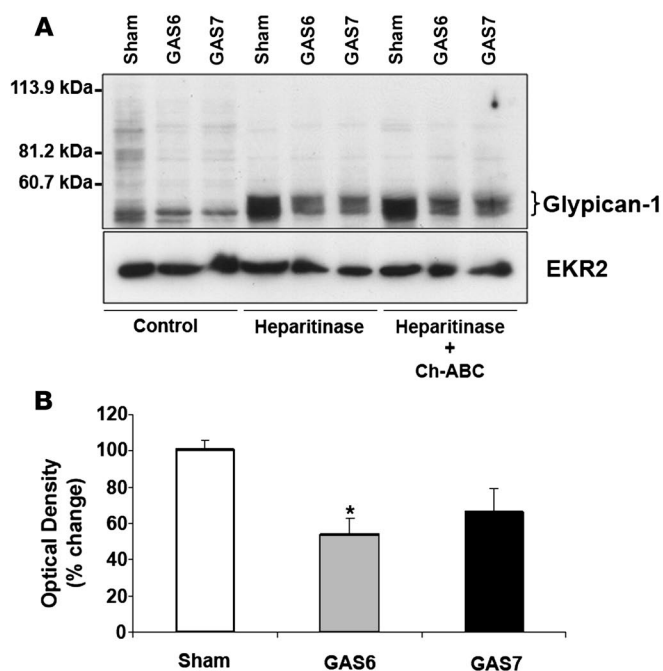 A
Sham GAS6 GAS7 Sham GAS6 GAS7 Sham GAS6 GAS7
113.9 kDa
81.2 kDa
60.7 kDa
Glypican-1
EKR2
Control Heparitinase Heparitinase
+
Ch-ABC
B
120
100
80
60
40
20
0
Optical Density
(% change)
*
Sham GAS6 GAS7